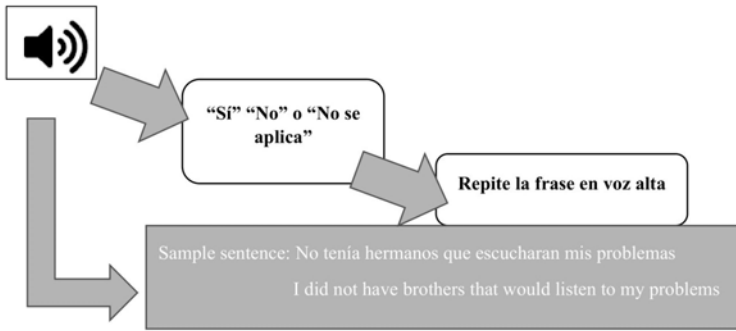 “Sí” “No” o “No se
aplica”
Repite la frase en voz alta
Sample sentence: No tenía hermanos que escucharan mis problemas
I did not have brothers that would listen to my problems